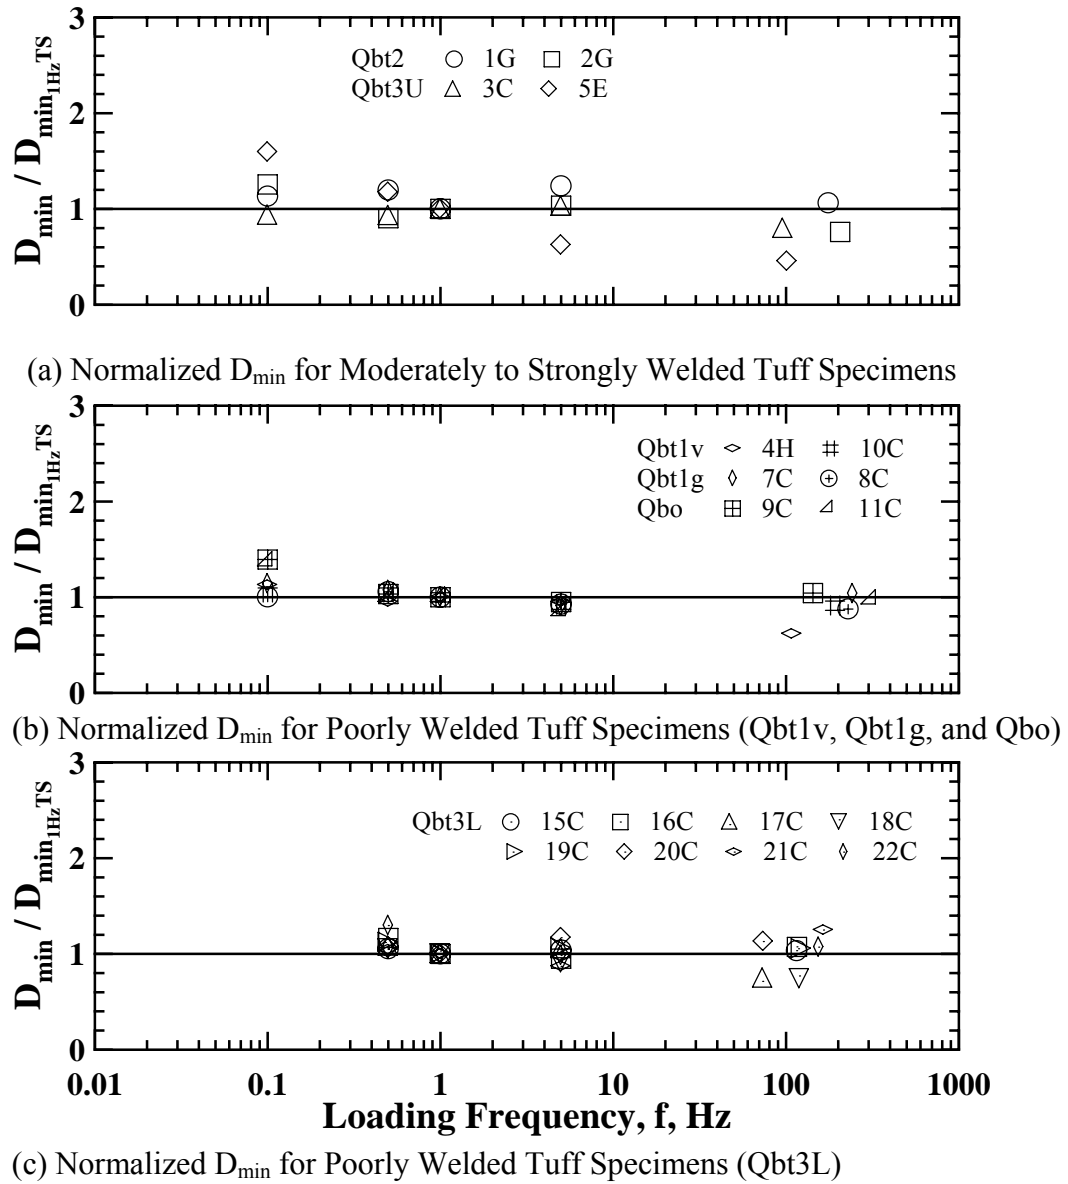 3
2
1
0
D_min / D_min_1Hz TS
Qbt2 1G 2G
Qbt3U 3C 5E
(a) Normalized D_min for Moderately to Strongly Welded Tuff Specimens
3
2
1
0
D_min / D_min_1Hz TS
Qbt1v 4H 10C
Qbt1g 7C 8C
Qbo 9C 11C
(b) Normalized D_min for Poorly Welded Tuff Specimens (Qbt1v, Qbt1g, and Qbo)
3
2
1
0
D_min / D_min_1Hz TS
Qbt3L 15C 16C 17C 18C
19C 20C 21C 22C
0.01 0.1 1 10 100 1000
Loading Frequency, f, Hz
(c) Normalized D_min for Poorly Welded Tuff Specimens (Qbt3L)